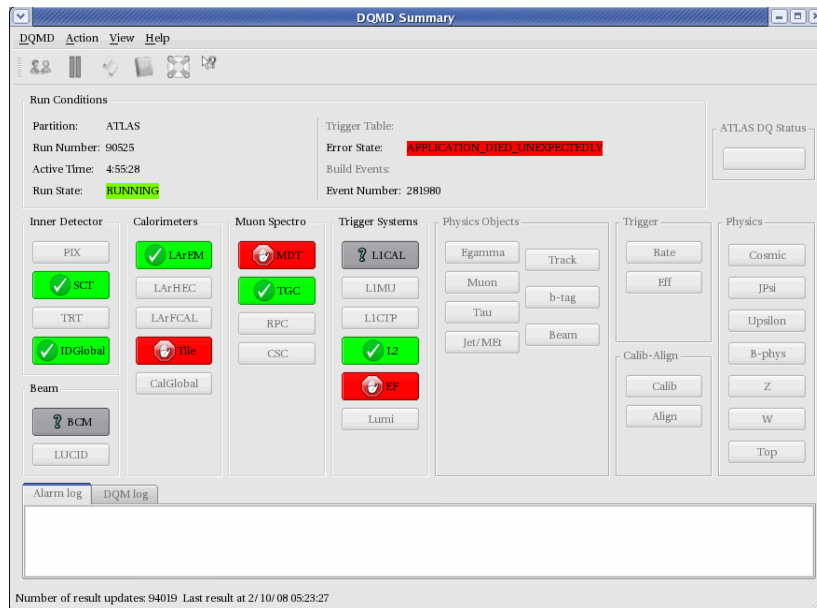 DQMD Summary
DQMD Action View Help
Run Conditions
Partition: ATLAS
Run Number: 90525
Active Time: 4:55:28
Run State: RUNNING
Trigger Table:
Error State: APPLICATION_DIED_UNEXPECTEDLY
Build Events:
Event Number: 281980
ATLAS DQ Status
Inner Detector
PIX
SCT
TRT
IDGlobal
Beam
BCM
LUCID
Calorimeters
LArEM
LArHEC
LArFCAL
Tile
CalGlobal
Muon Spectro
MDT
TGC
RPC
CSC
Trigger Systems
L1CAL
L1MU
L1CTP
L2
EF
Lumi
Physics Objects
Egamma
Muon
Tau
Jet/MEt
Track
b-tag
Beam
Trigger
Rate
Eff
Calib-Align
Calib
Align
Physics
Cosmic
JPsi
Upsilon
B-phys
Z
W
Top
Alarm log
DQM log
Number of result updates: 94019 Last result at 2/10/08 05:23:27